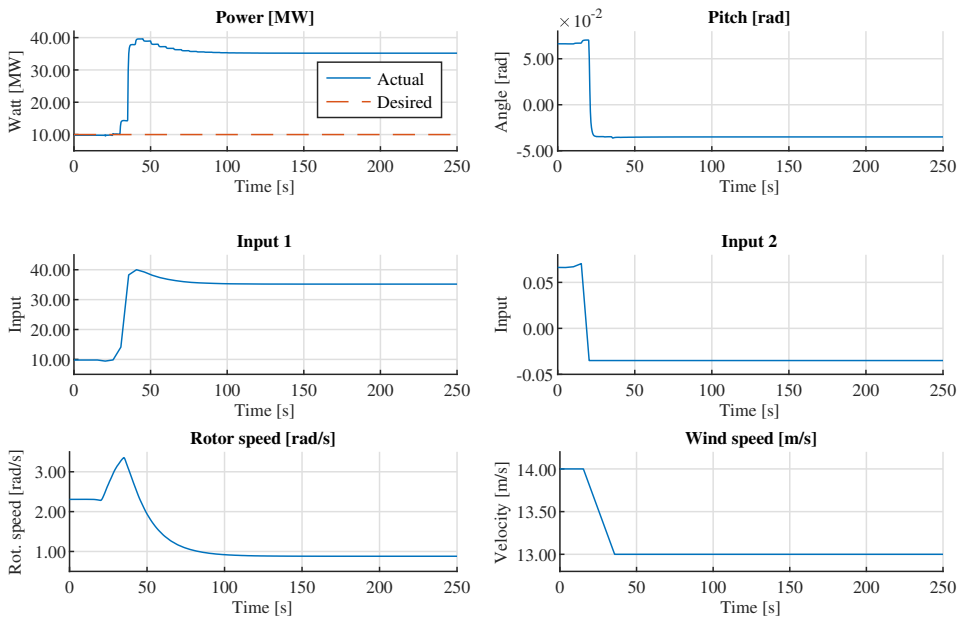 Power [MW]
Watt [MW]
40.00
30.00
20.00
10.00
0 50 100 150 200 250
Time [s]
Actual
Desired
Pitch [rad]
× 10⁻²
Angle [rad]
5.00
0.00
-5.00
0 50 100 150 200 250
Time [s]
Input 1
Input
40.00
30.00
20.00
10.00
0 50 100 150 200 250
Time [s]
Input 2
Input
0.05
0.00
-0.05
0 50 100 150 200 250
Time [s]
Rotor speed [rad/s]
Rot. speed [rad/s]
3.00
2.00
1.00
0 50 100 150 200 250
Time [s]
Wind speed [m/s]
Velocity [m/s]
14.00
13.50
13.00
0 50 100 150 200 250
Time [s]